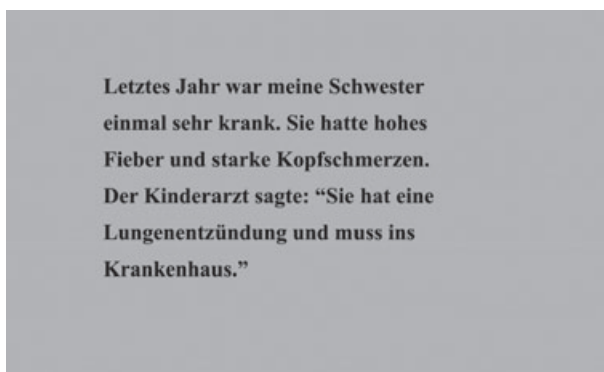 Letztes Jahr war meine Schwester
einmal sehr krank. Sie hatte hohes
Fieber und starke Kopfschmerzen.
Der Kinderarzt sagte: “Sie hat eine
Lungenentzündung und muss ins
Krankenhaus.”